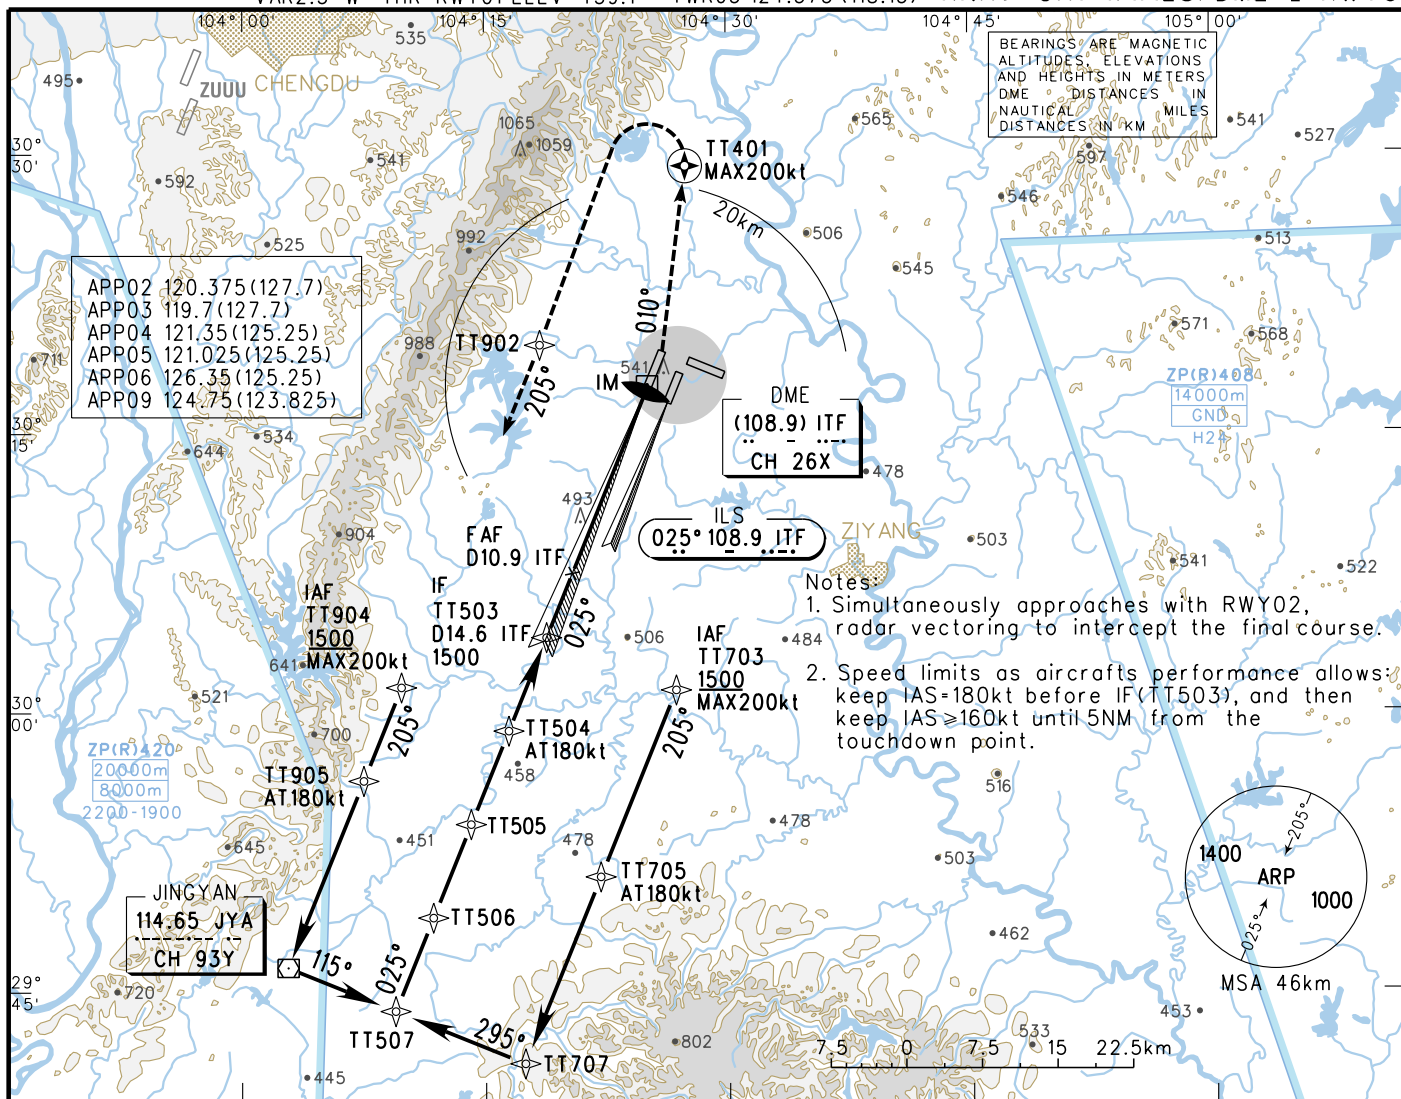 104° 00'
104° 15'
104° 30'
104° 45'
105° 00'
BEARINGS ARE MAGNETIC
ALTITUDES, ELEVATIONS
AND HEIGHTS IN METERS
DME DISTANCES IN
NAUTICAL MILES
DISTANCES IN KM
535
495
ZUUU CHENGDU
1065
1059
565
541
527
597
30°
30'
541
592
TT401
MAX200kt
546
20km
992
900
525
506
513
545
APP02 120.375(127.7)
APP03 119.7(127.7)
APP04 121.35(125.25)
APP05 121.025(125.25)
APP06 126.35(125.25)
APP09 124.75(123.825)
010°
571
568
711
988
TT902
205°
541
IM
ZP(R)408
14000m
GND
H24
DME
(108.9) ITF
CH 26X
30°
15'
534
644
478
493
ILS
025° 108.9 ITF
ZIYANG
904
503
FAF
D10.9 ITF
541
522
IF
TT503
D14.6 ITF
1500
025°
IAF
TT904
1500
MAX200kt
Notes:
1. Simultaneously approaches with RWY02,
radar vectoring to intercept the final course.
2. Speed limits as aircrafts performance allows:
keep IAS=180kt before IF(TT503), and then
keep IAS≥160kt until 5NM from the
touchdown point.
506
IAF
TT703
1500
MAX200kt
484
641
521
30°
00'
205°
205°
700
TT504
AT180kt
458
ZP(R)420
20000m
8000m
2200-1900
TT905
AT180kt
516
451
TT505
478
478
645
503
TT705
AT180kt
1400
ARP
1000
205°
025°
MSA 46km
JINGYAN
114.65 JYA
CH 93Y
TT506
462
115°
025°
29°
45'
720
TT507
295°
TT707
802
453
533
7.5 0 7.5 15 22.5km
445